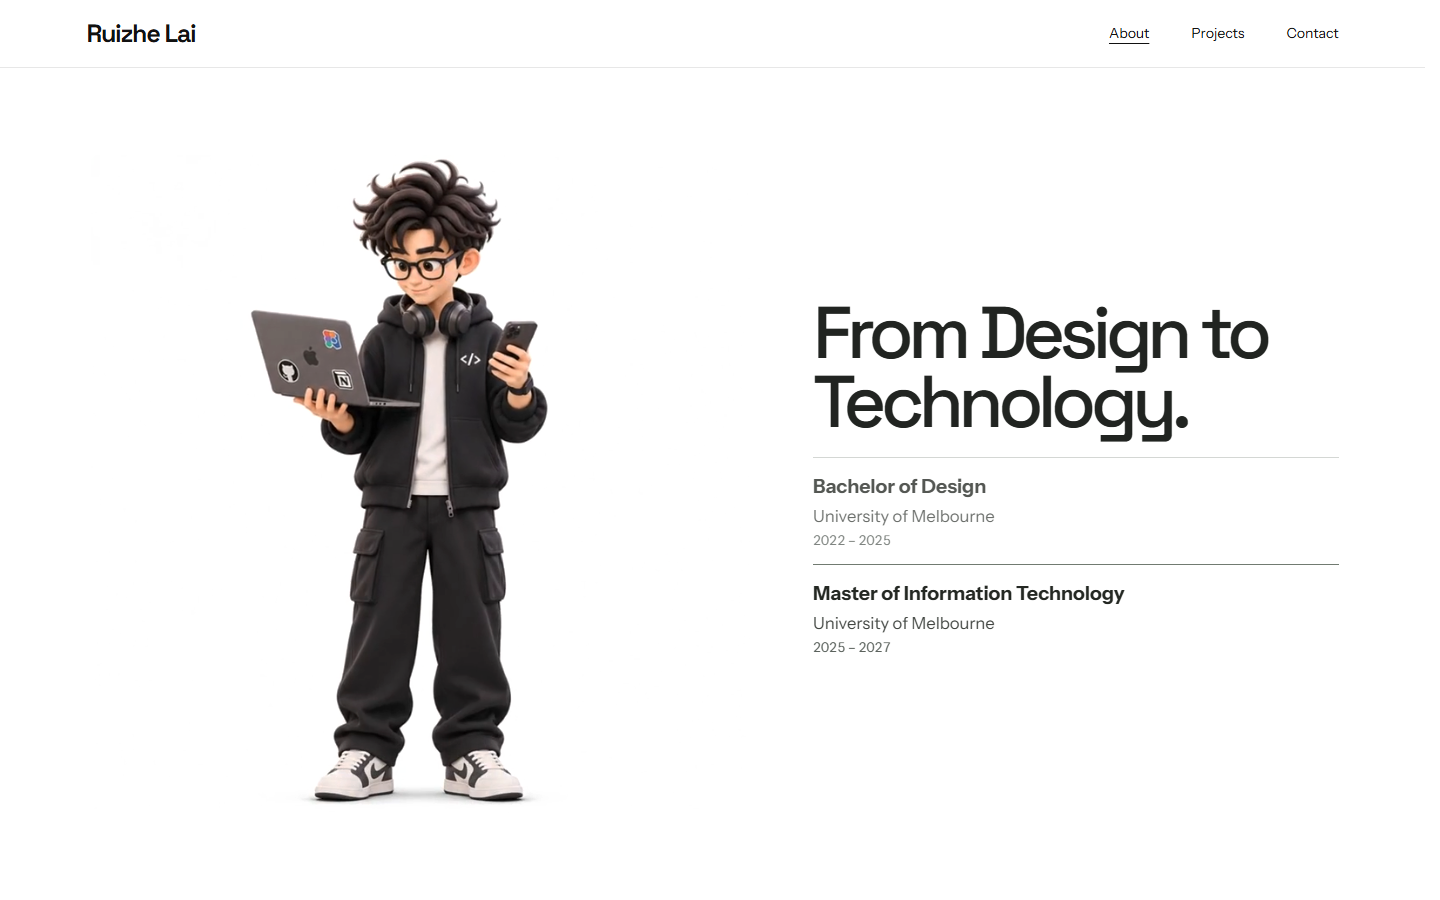 Ruizhe Lai
About
Projects
Contact
</>
N
From Design to
Technology.
Bachelor of Design
University of Melbourne
2022 – 2025
Master of Information Technology
University of Melbourne
2025 – 2027